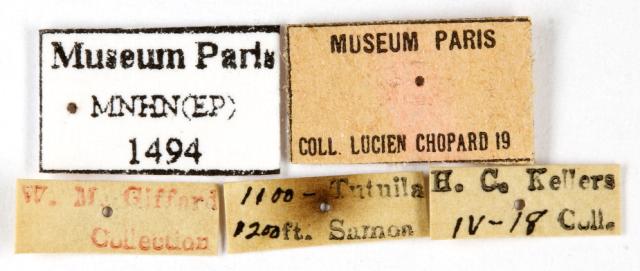 Museum Paris
MNHN(EP)
1494
MUSEUM PARIS
COLL. LUCIEN CHOPARD 19
W. M. Giffard
Collection
1100- Tutuila
1200ft. Samoa
H. C. Kellers
IV-18 Coll.